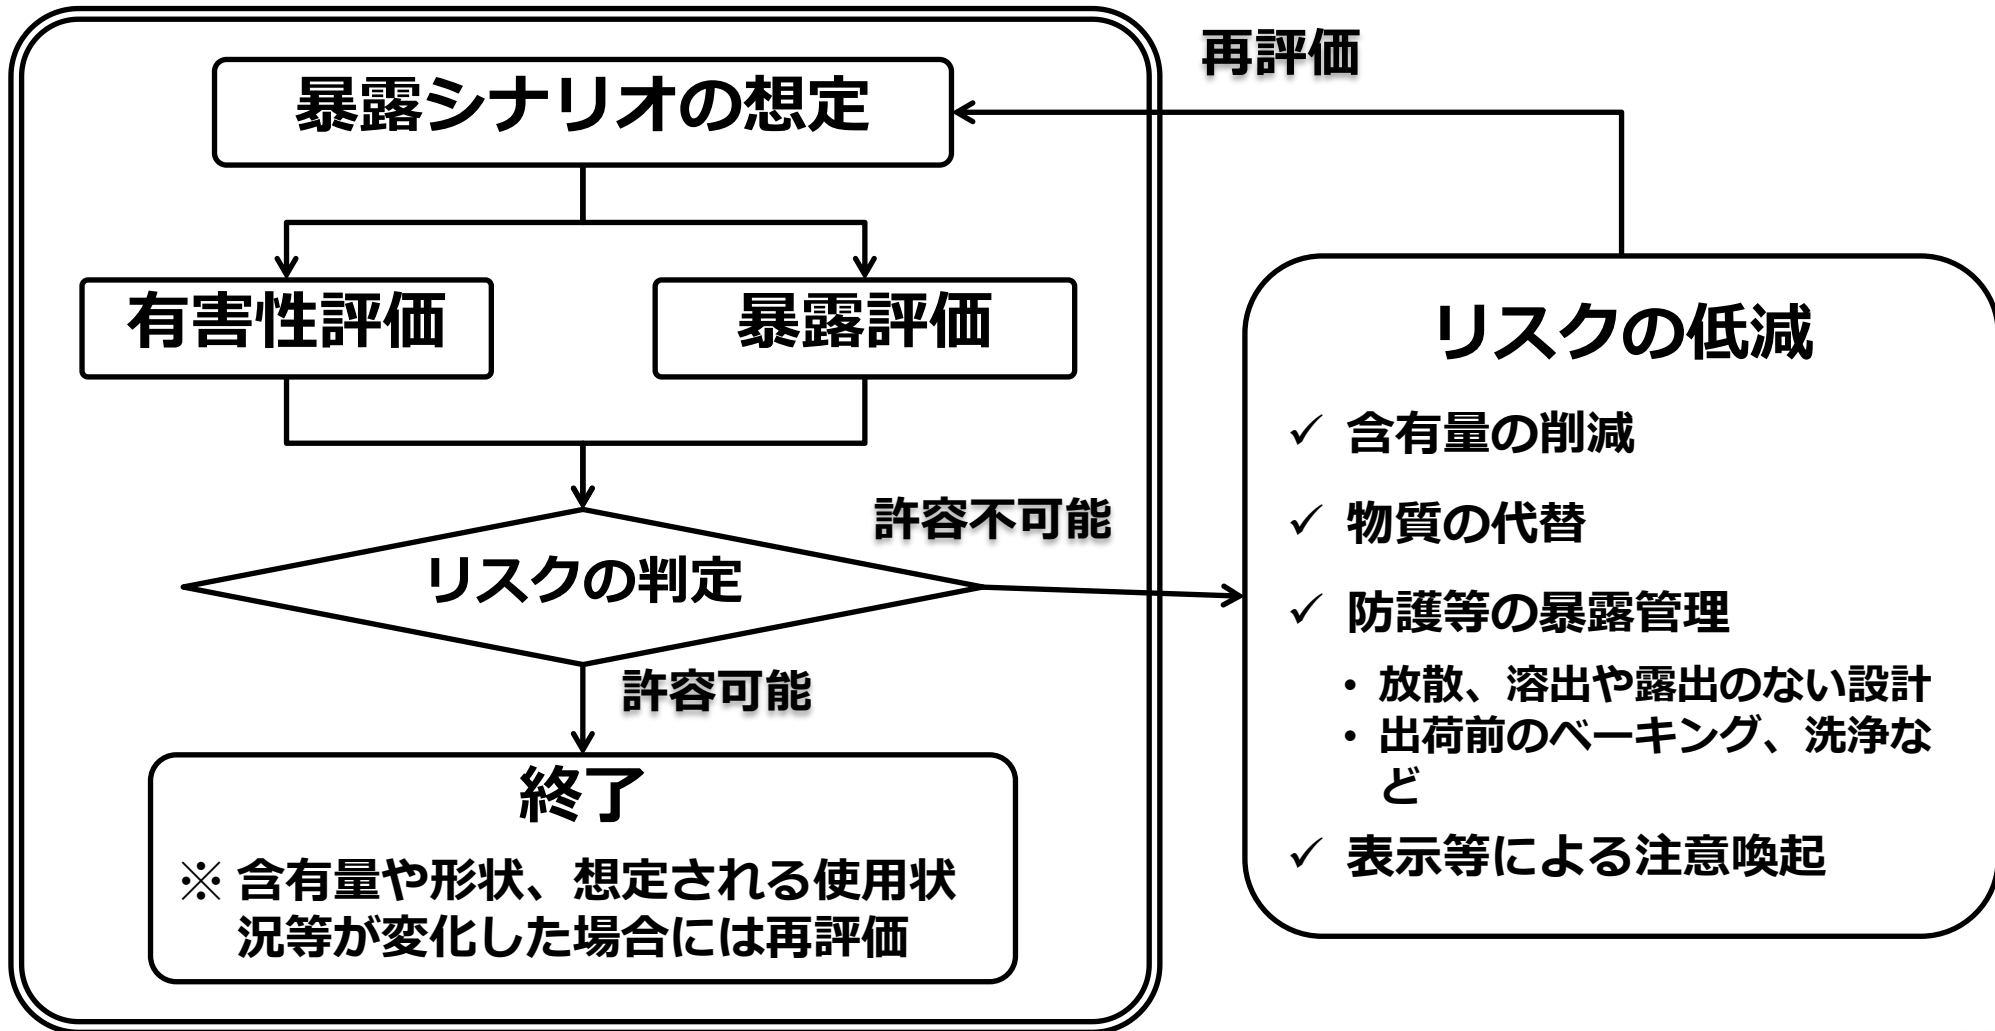 再評価
暴露シナリオの想定
有害性評価
暴露評価
リスクの判定
許容不可能
許容可能
終了
※ 含有量や形状、想定される使用状
況等が変化した場合には再評価
リスクの低減
✓ 含有量の削減
✓ 物質の代替
✓ 防護等の暴露管理
・放散、溶出や露出のない設計
・出荷前のベーキング、洗浄な
ど
✓ 表示等による注意喚起